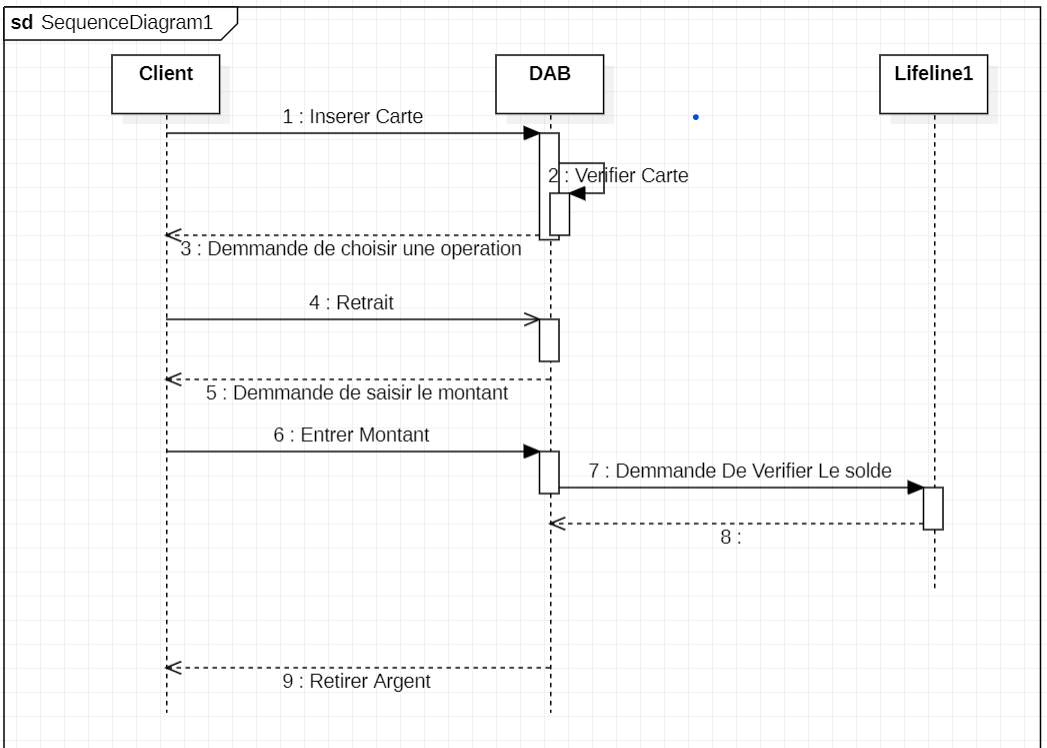 sd SequenceDiagram1
Client
DAB
Lifeline1
1 : Inserer Carte
2 : Verifier Carte
3 : Demmande de choisir une operation
4 : Retrait
5 : Demmande de saisir le montant
6 : Entrer Montant
7 : Demmande De Verifier Le solde
8 :
9 : Retirer Argent